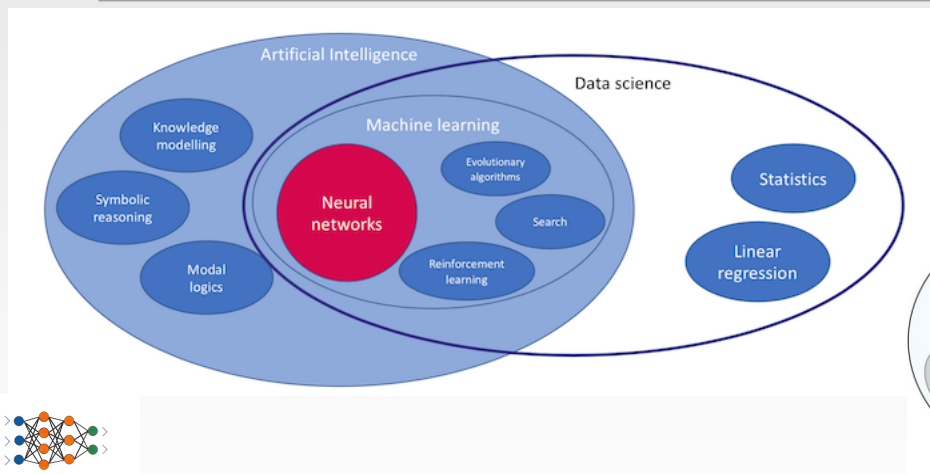 Artificial Intelligence
Data science
Machine learning
Knowledge
modelling
Symbolic
reasoning
Modal
logics
Neural
networks
Evolutionary
algorithms
Search
Reinforcement
learning
Statistics
Linear
regression